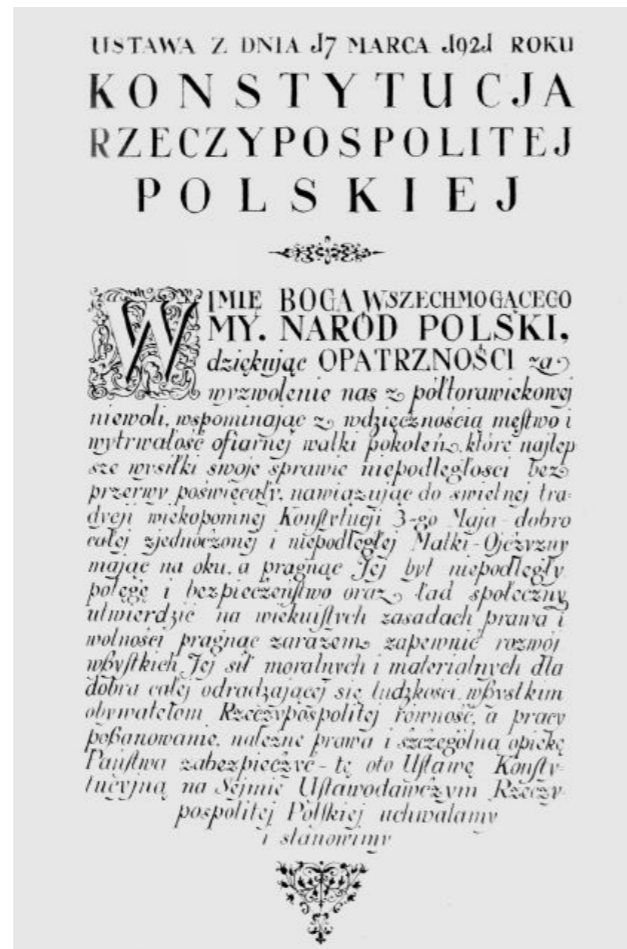 USTAWA Z DNIA 17 MARCA 1921 ROKU
KONSTYTUCJA
RZECZYPOSPOLITEJ
POLSKIEJ
W IMIĘ BOGA WSZECHMOGĄCEGO
MY, NARÓD POLSKI,
dziękując OPATRZNOŚCI za
wyzwolenie nas z półtorawiekowej
niewoli, wspominając z wdzięcznością męstwo i
wytrwałość ofiarnej walki pokoleń, które najlep
sze wysiłki swoje sprawie niepodległości bez
przerwy poświęcały, nawiązując do świetnej tra-
dycji wiekopomnej Konstytucji 3-go Maja - dobro
całej zjednoczonej i niepodległej Matki-Ojczyzny
mając na oku, a pragnąc Jej byt niepodległy,
potęgę i bezpieczeństwo oraz ład społeczny
utwierdzić na wiekuistych zasadach prawa i
wolności pragnąc zarazem zapewnić rozwój
wszystkich Jej sił moralnych i materialnych dla
dobra całej odradzającej się ludzkości, wszystkim
obywatelom Rzeczypospolitej równość, a pracy
poszanowanie, należne prawa i szczególną opiekę
Państwa zabezpieczyć - tę oto Ustawę Konsty-
tucyjną na Sejmie Ustawodawczym Rzeczy-
pospolitej Polskiej uchwalamy
i stanowimy